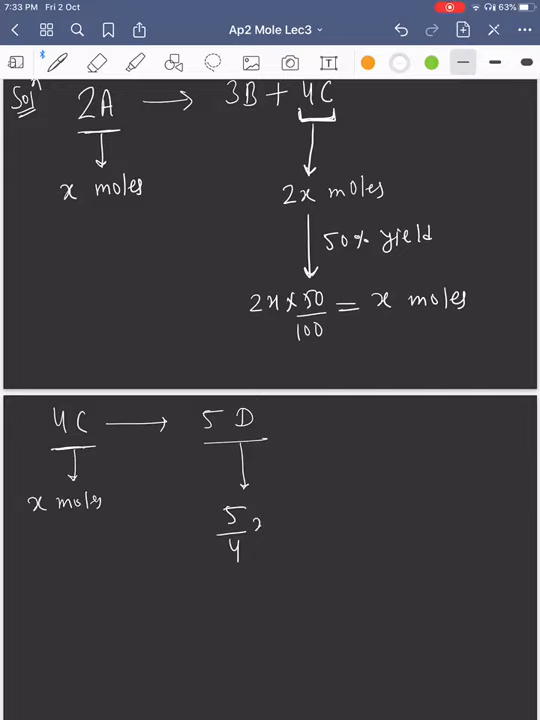 7:33 PM Fri 2 Oct 63%
Ap2 Mole Lec3
Solⁿ 2A → 3B + 4C
x moles
2x moles
50% yield
2x × 50/100 = x moles
4C → 5D
x moles
5/4 x